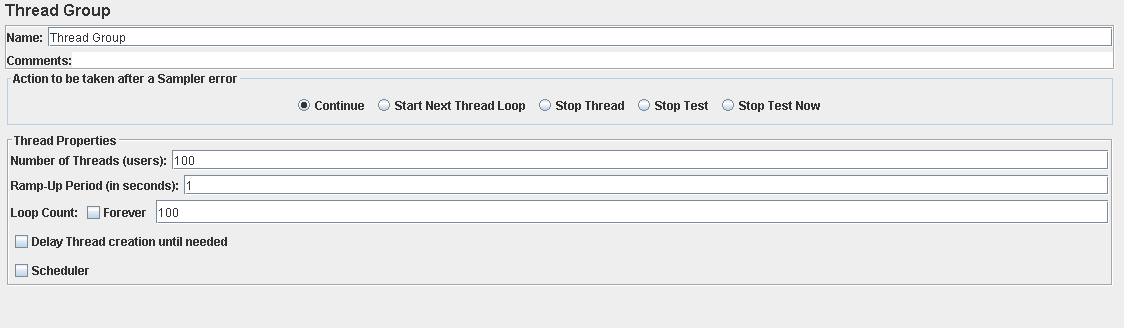 Thread Group
Name: Thread Group
Comments:
Action to be taken after a Sampler error
Continue Start Next Thread Loop Stop Thread Stop Test Stop Test Now
Thread Properties
Number of Threads (users): 100
Ramp-Up Period (in seconds): 1
Loop Count: Forever 100
Delay Thread creation until needed
Scheduler